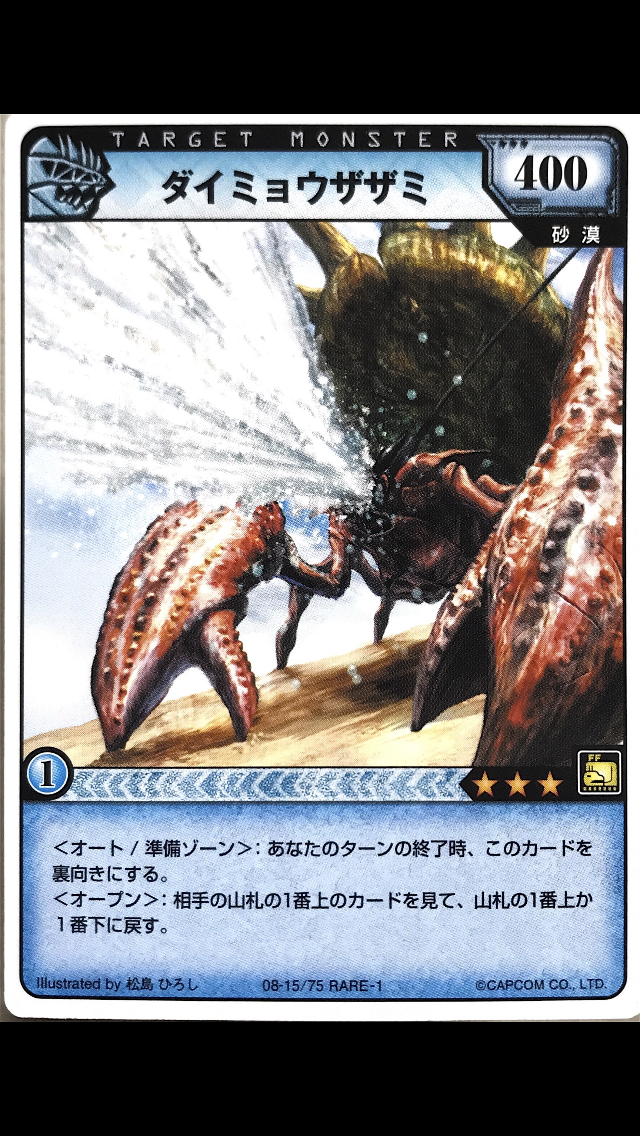 TARGET MONSTER
ダイミョウザザミ
400
砂漠
1
FF
<オート / 準備ゾーン>: あなたのターンの終了時、このカードを
裏向きにする。
<オープン>: 相手の山札の1番上のカードを見て、山札の1番上か
1番下に戻す。
Illustrated by 松島 ひろし
08-15/75 RARE-1
©CAPCOM CO., LTD.